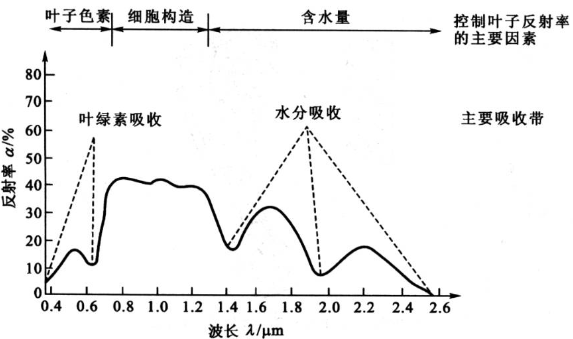 叶子色素 细胞构造 含水量 控制叶子反射率
的主要因素
80
70
60
50
40
30
20
10
0
反射率 α/%
叶绿素吸收
水分吸收
主要吸收带
0.4 0.6 0.8 1.0 1.2 1.4 1.6 1.8 2.0 2.2 2.4 2.6
波长 λ/μm